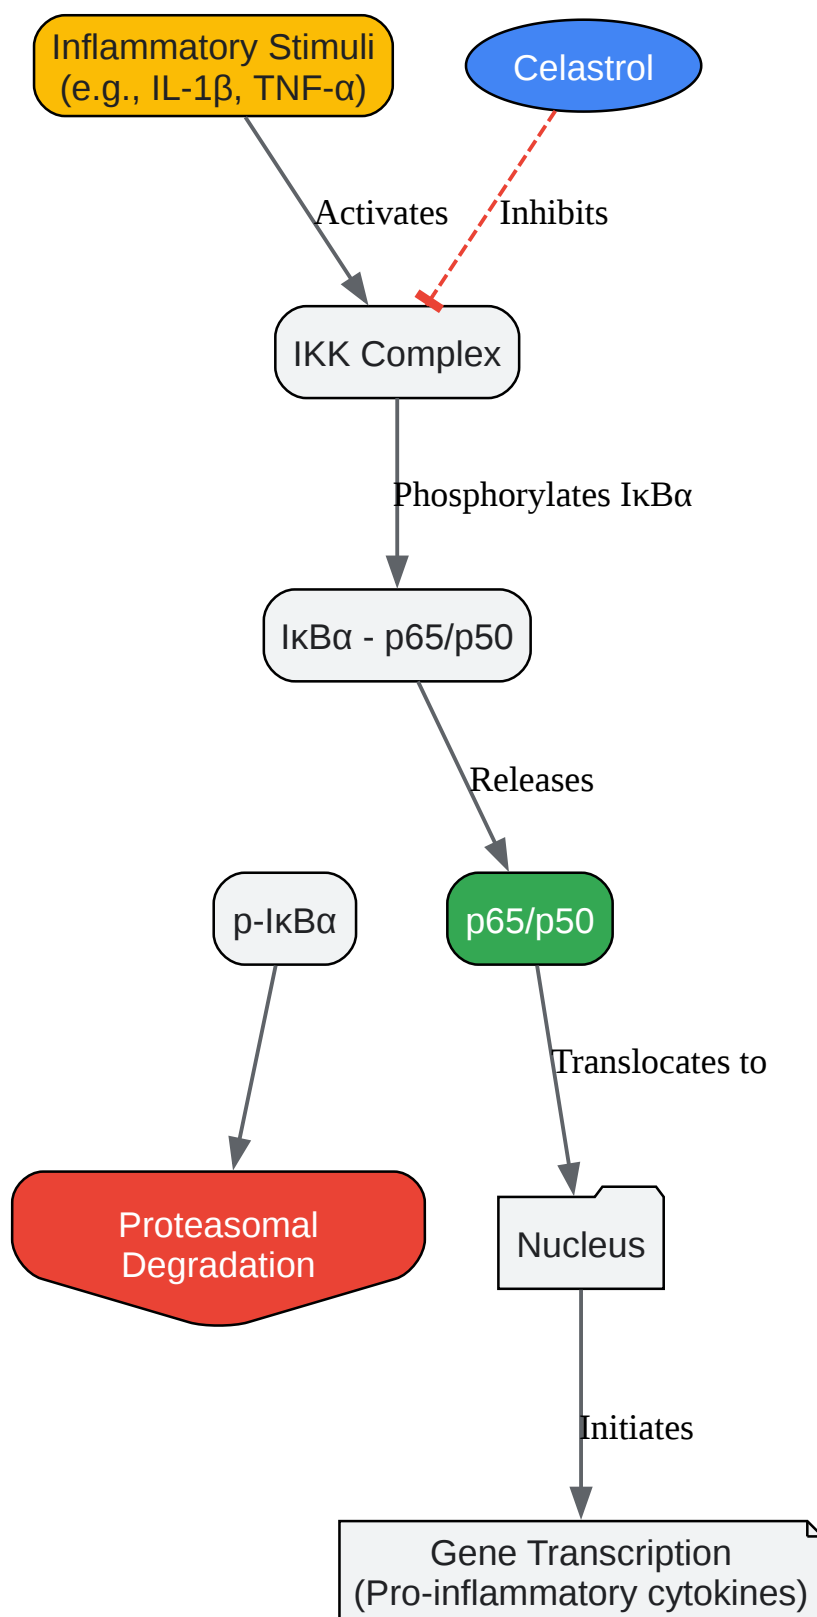 Inflammatory Stimuli
(e.g., IL-1β, TNF-α)
Celastrol
Activates
Inhibits
IKK Complex
Phosphorylates IκBα
IκBα - p65/p50
Releases
p-IκBα
p65/p50
Translocates to
Proteasomal
Degradation
Nucleus
Initiates
Gene Transcription
(Pro-inflammatory cytokines)